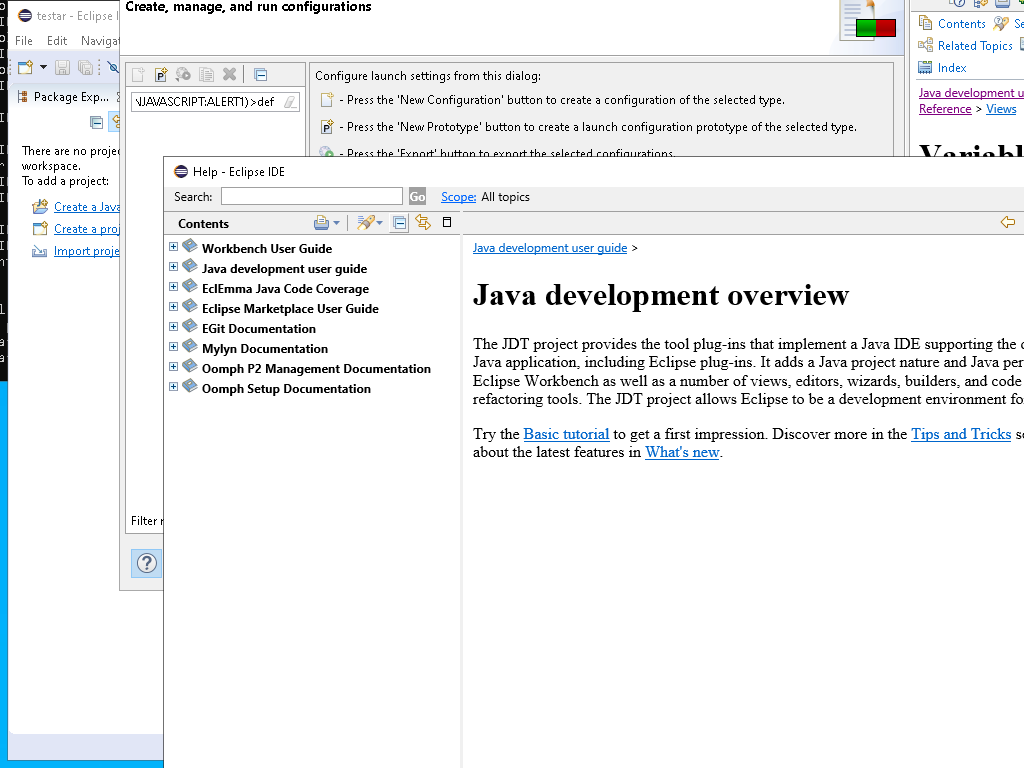 testar - Eclipse I
File Edit Navigat
Package Exp...
There are no projec
workspace.
To add a project:
Create a Java
Create a proj
Import proje
Create, manage, and run configurations
\JAVASCRIPT:ALERT1)>def
Configure launch settings from this dialog:
- Press the 'New Configuration' button to create a configuration of the selected type.
- Press the 'New Prototype' button to create a launch configuration prototype of the selected type.
- Press the 'Export' button to export the selected configurations.
Filter
Contents Se
Related Topics
Index
Java development u
Reference > Views
Variabl
Help - Eclipse IDE
Search: Go Scope: All topics
Contents
Workbench User Guide
Java development user guide
EclEmma Java Code Coverage
Eclipse Marketplace User Guide
EGit Documentation
Mylyn Documentation
Oomph P2 Management Documentation
Oomph Setup Documentation
Java development user guide >
Java development overview
The JDT project provides the tool plug-ins that implement a Java IDE supporting the
Java application, including Eclipse plug-ins. It adds a Java project nature and Java per
Eclipse Workbench as well as a number of views, editors, wizards, builders, and code
refactoring tools. The JDT project allows Eclipse to be a development environment fo
Try the Basic tutorial to get a first impression. Discover more in the Tips and Tricks
about the latest features in What's new.